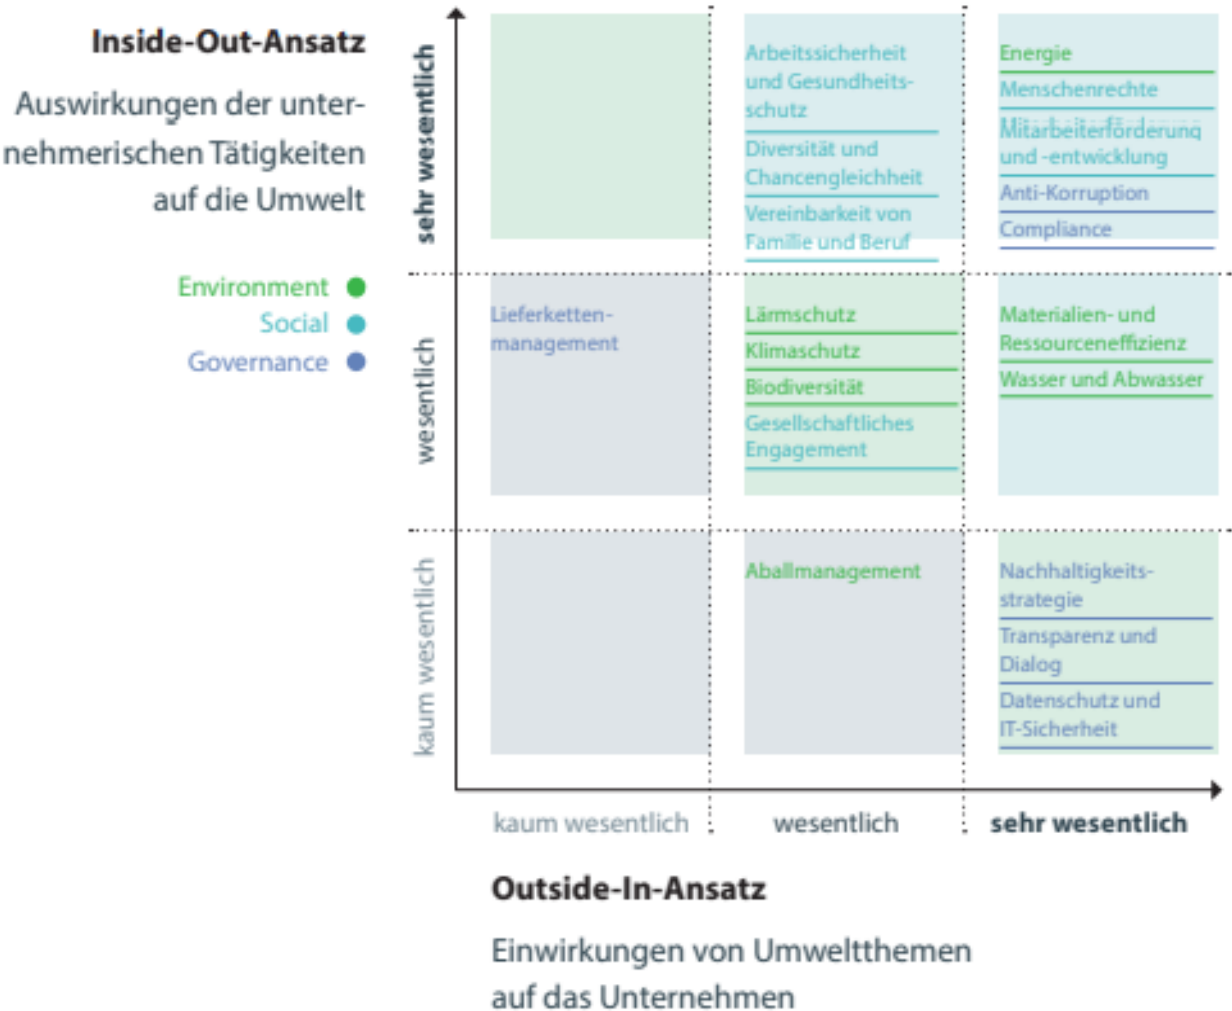 Inside-Out-Ansatz
Auswirkungen der unter-
nehmerischen Tätigkeiten
auf die Umwelt
Environment
Social
Governance
sehr wesentlich
wesentlich
kaum wesentlich
Arbeitssicherheit
und Gesundheits-
schutz
Diversität und
Chancengleichheit
Vereinbarkeit von
Familie und Beruf
Energie
Menschenrechte
Mitarbeiterförderung
und -entwicklung
Anti-Korruption
Compliance
Lieferketten-
management
Lärmschutz
Klimaschutz
Biodiversität
Gesellschaftliches
Engagement
Materialien- und
Ressourceneffizienz
Wasser und Abwasser
Aballmanagement
Nachhaltigkeits-
strategie
Transparenz und
Dialog
Datenschutz und
IT-Sicherheit
kaum wesentlich
wesentlich
sehr wesentlich
Outside-In-Ansatz
Einwirkungen von Umweltthemen
auf das Unternehmen